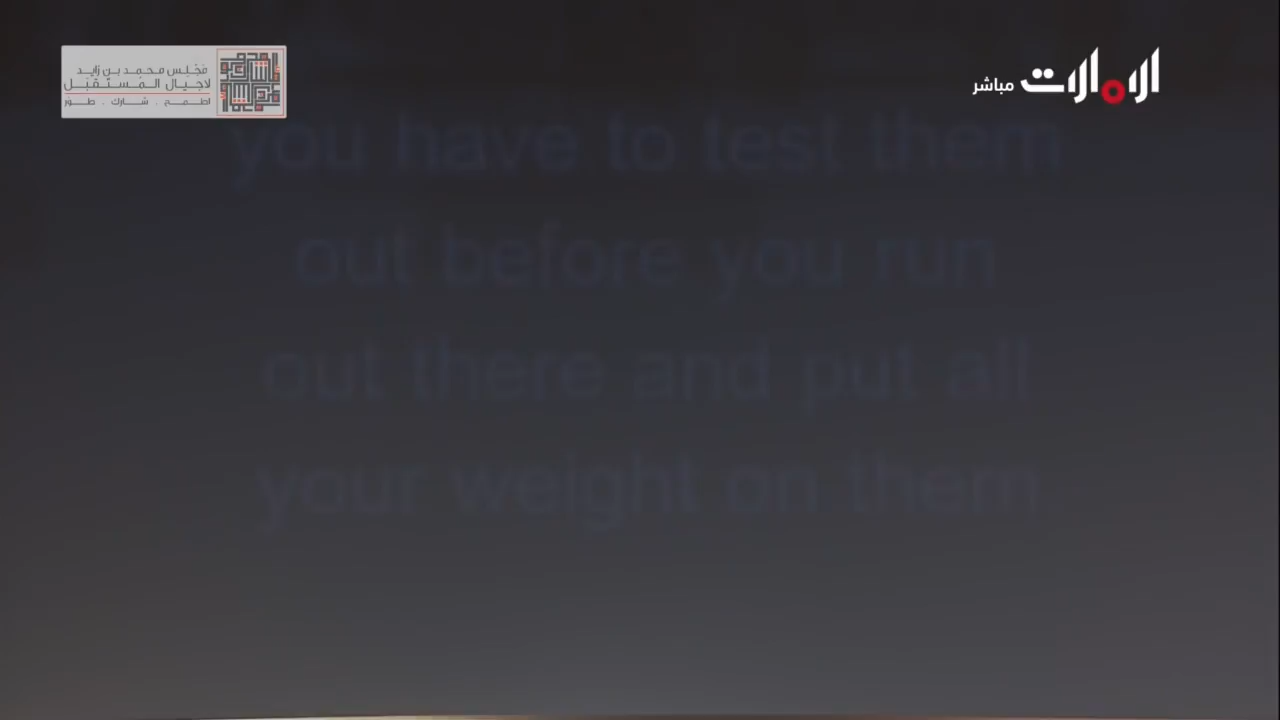 مجلس محمد بن زايد
لأجيال المستقبل
اطمح . شارك . طور
الإمارات
مباشر
you have to test them
out before you run
out there and put all
your weight on them